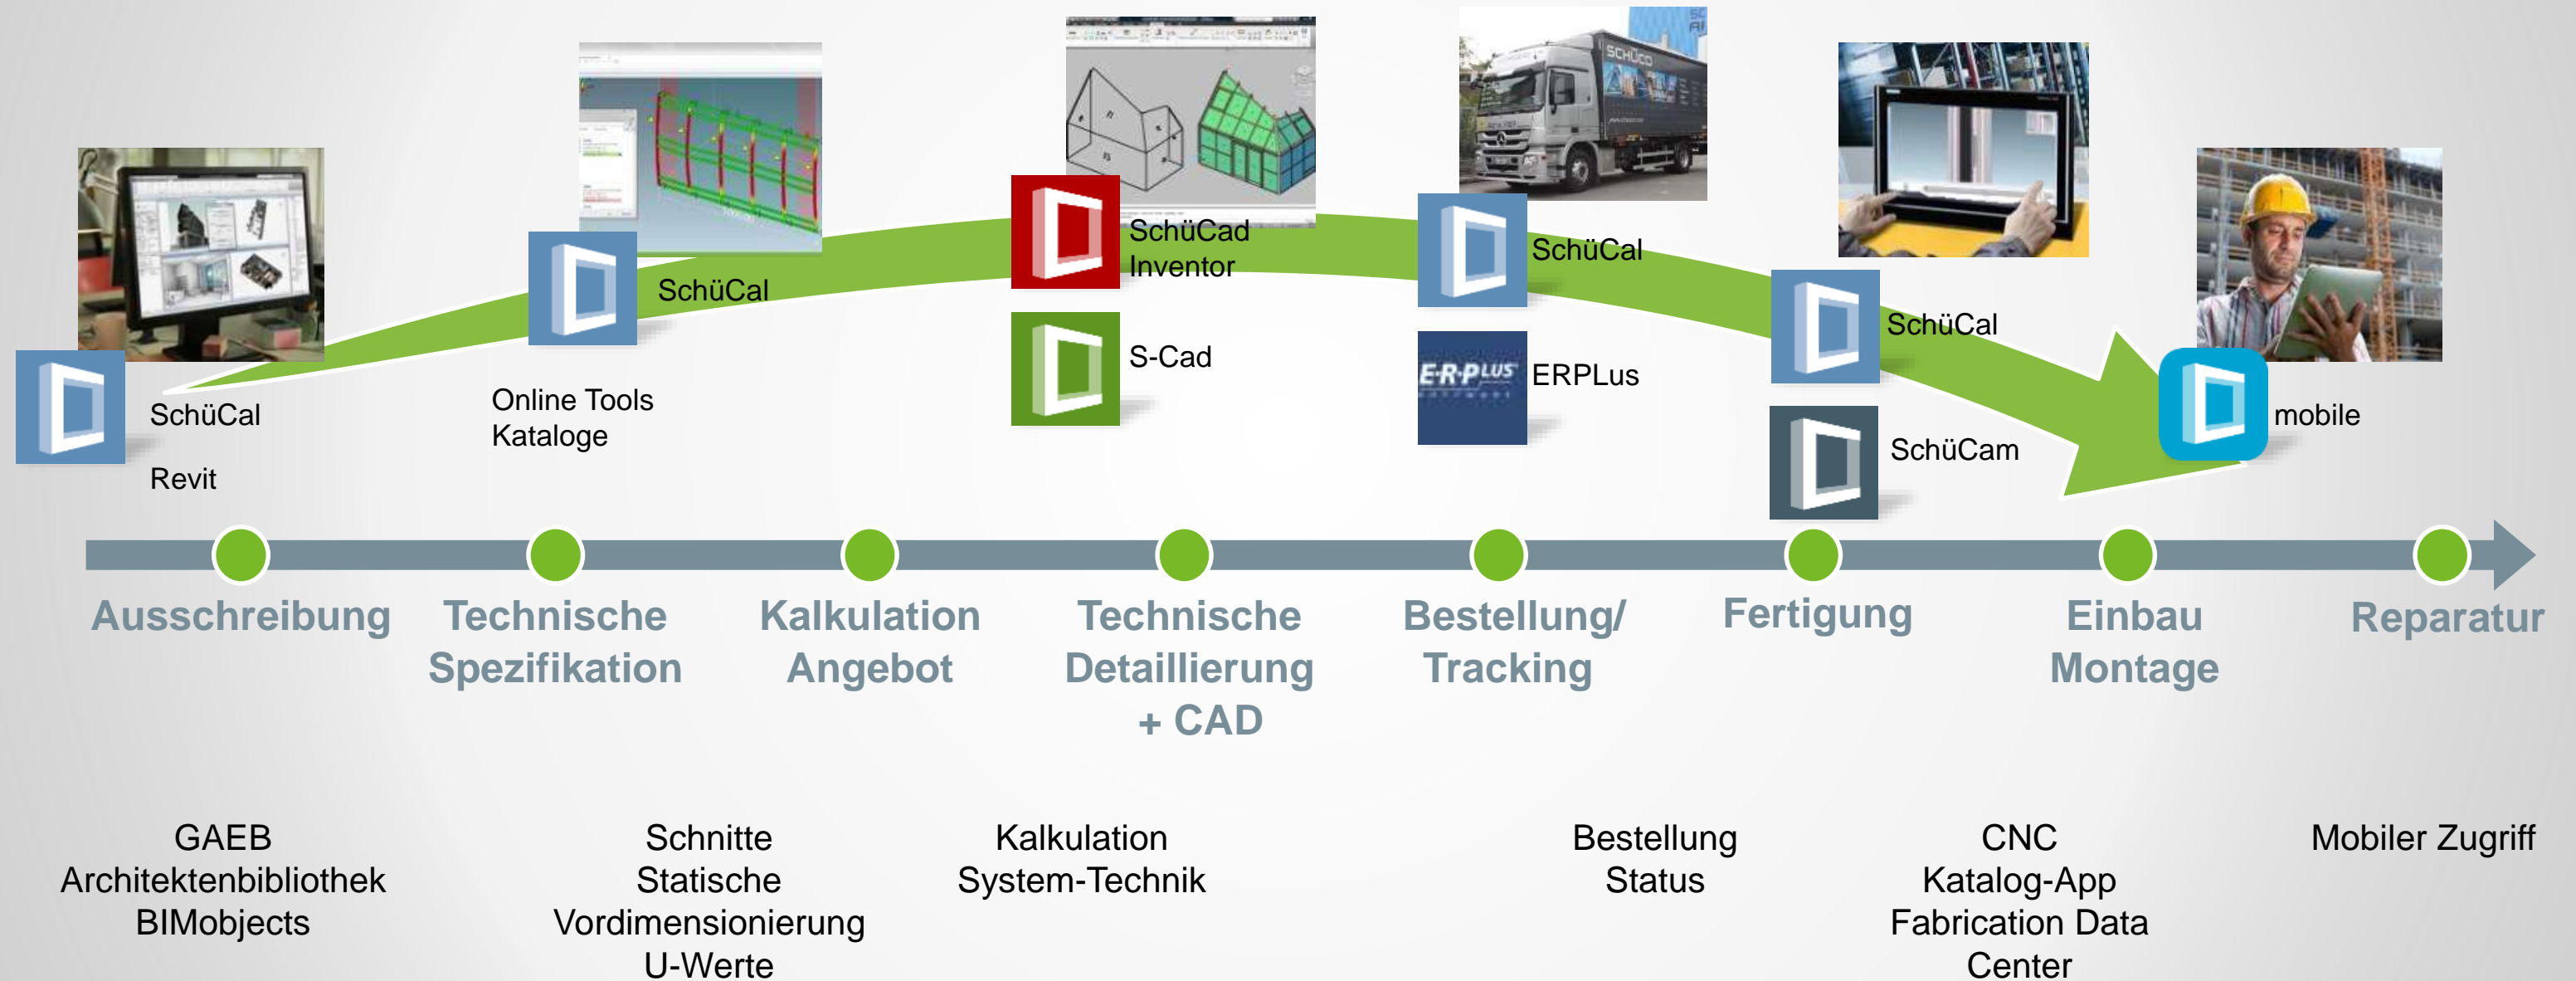 SCHÜCO
SchüCad
Inventor
SchüCal
SchüCal
SchüCal
S-Cad
E·R·PLUS
ERPLus
SchüCam
Online Tools
Kataloge
SchüCal
Revit
mobile
Ausschreibung
Technische
Spezifikation
Kalkulation
Angebot
Technische
Detaillierung
+ CAD
Bestellung/
Tracking
Fertigung
Einbau
Montage
Reparatur
GAEB
Architektenbibliothek
BIMobjects
Schnitte
Statische
Vordimensionierung
U-Werte
Kalkulation
System-Technik
Bestellung
Status
CNC
Katalog-App
Fabrication Data
Center
Mobiler Zugriff